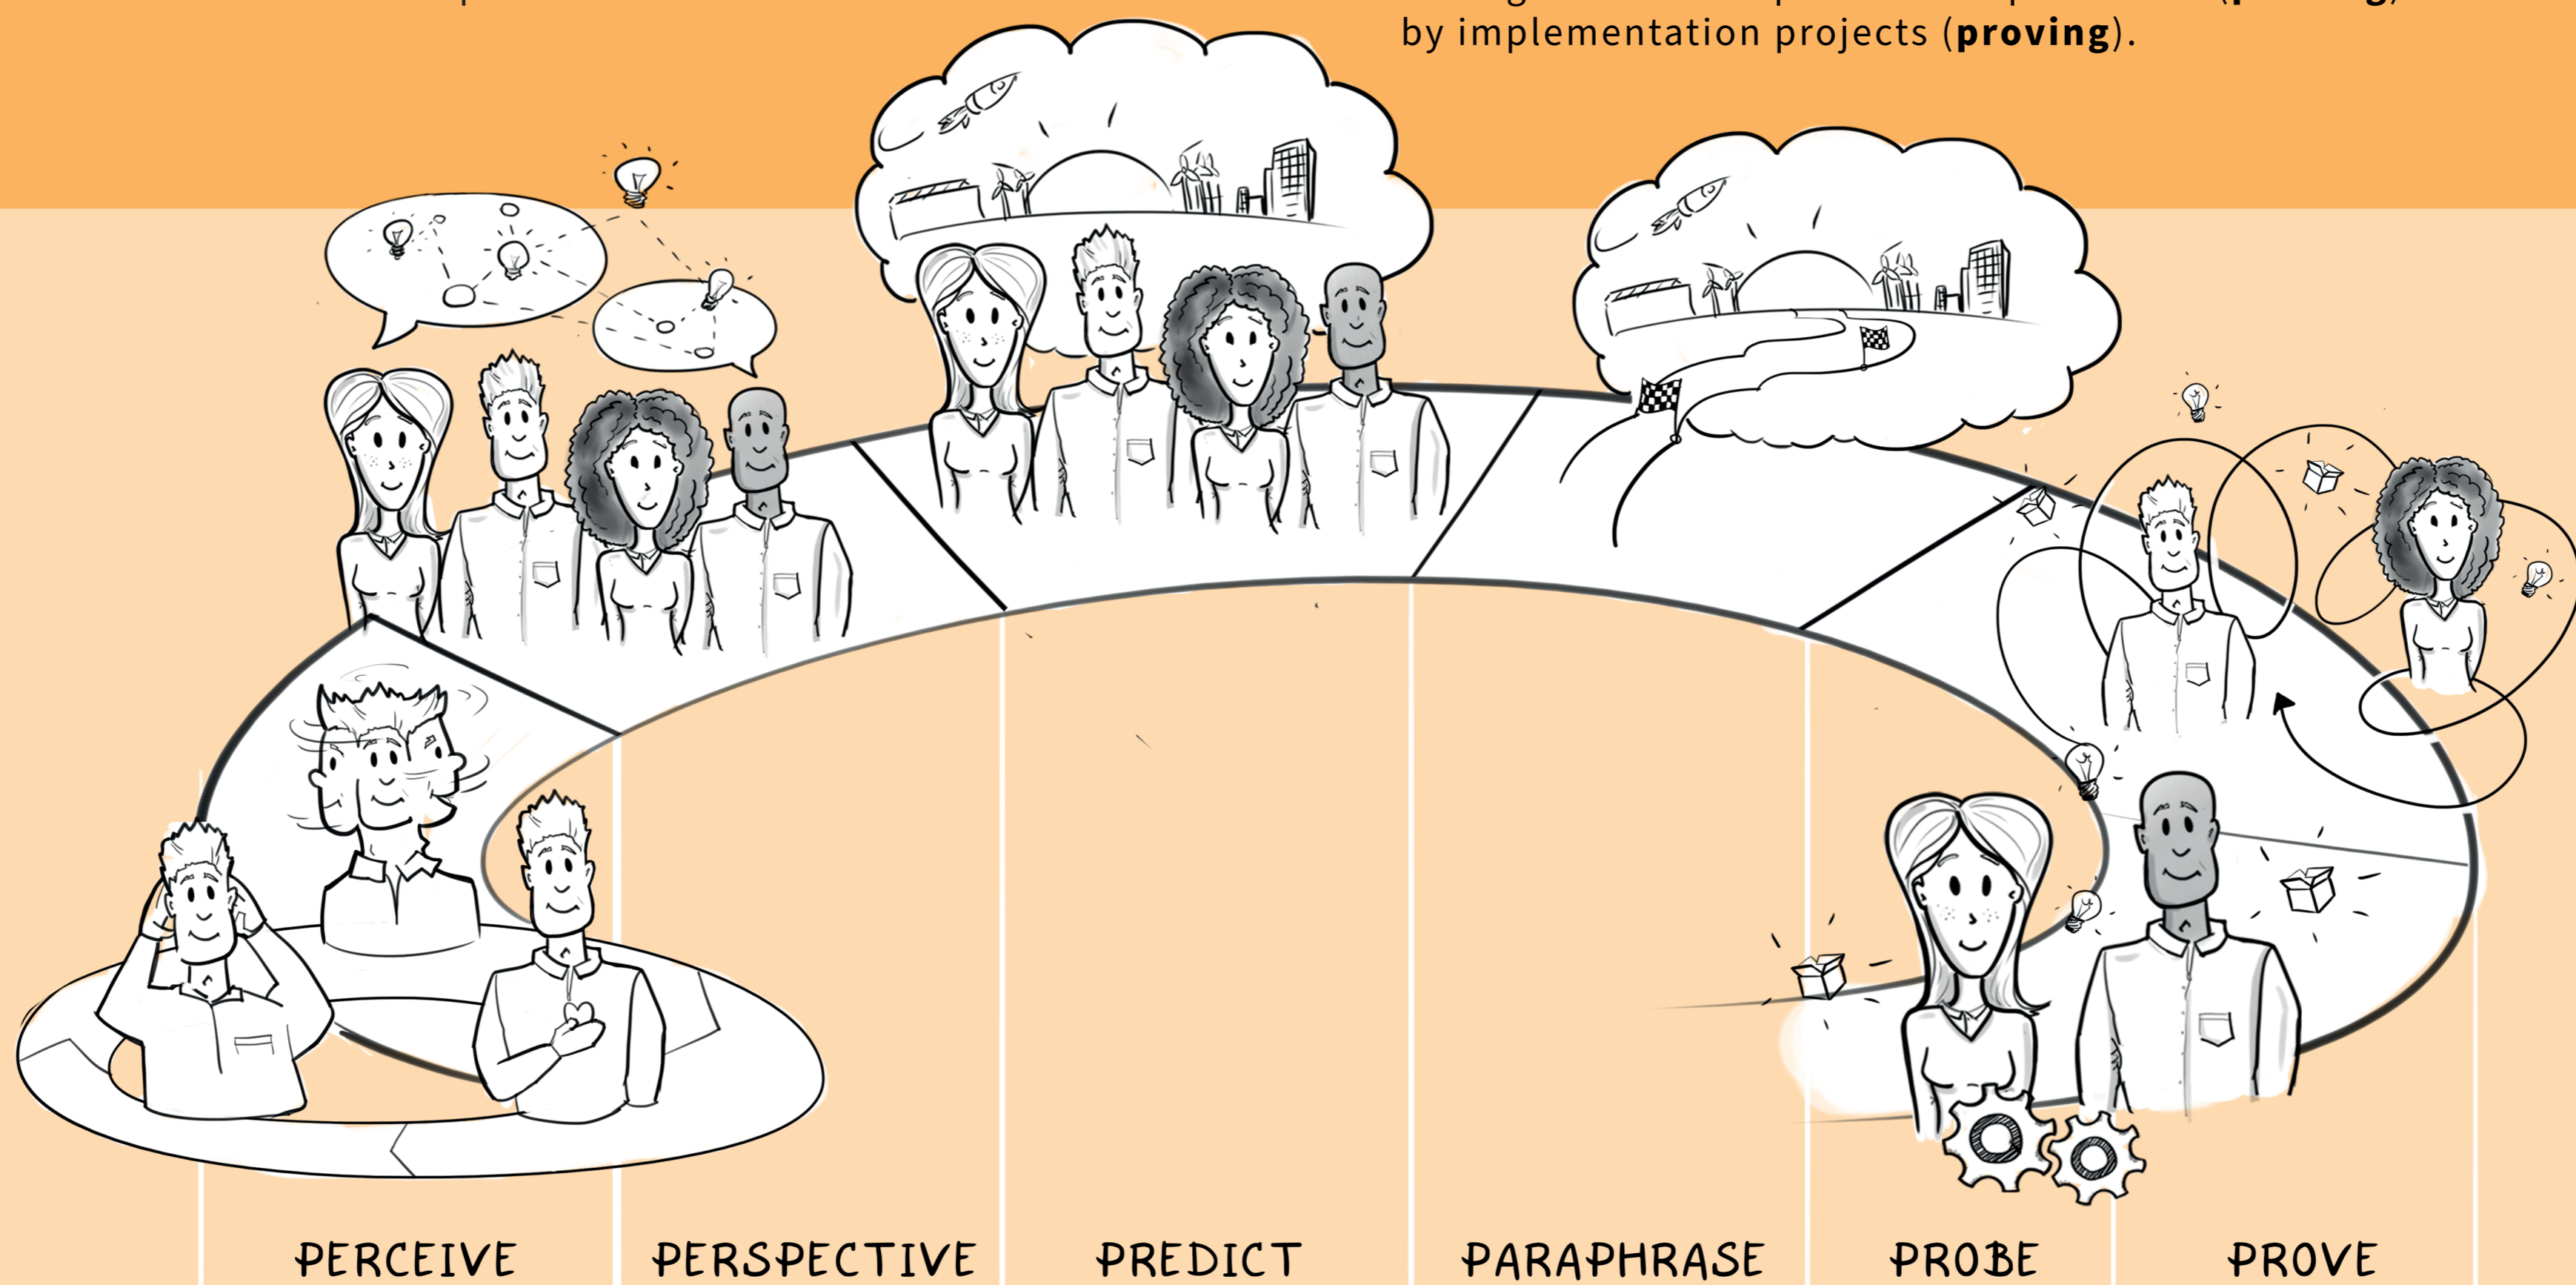 by implementation projects (proving).
PERCEIVE
PERSPECTIVE
PREDICT
PARAPHRASE
PROBE
PROVE